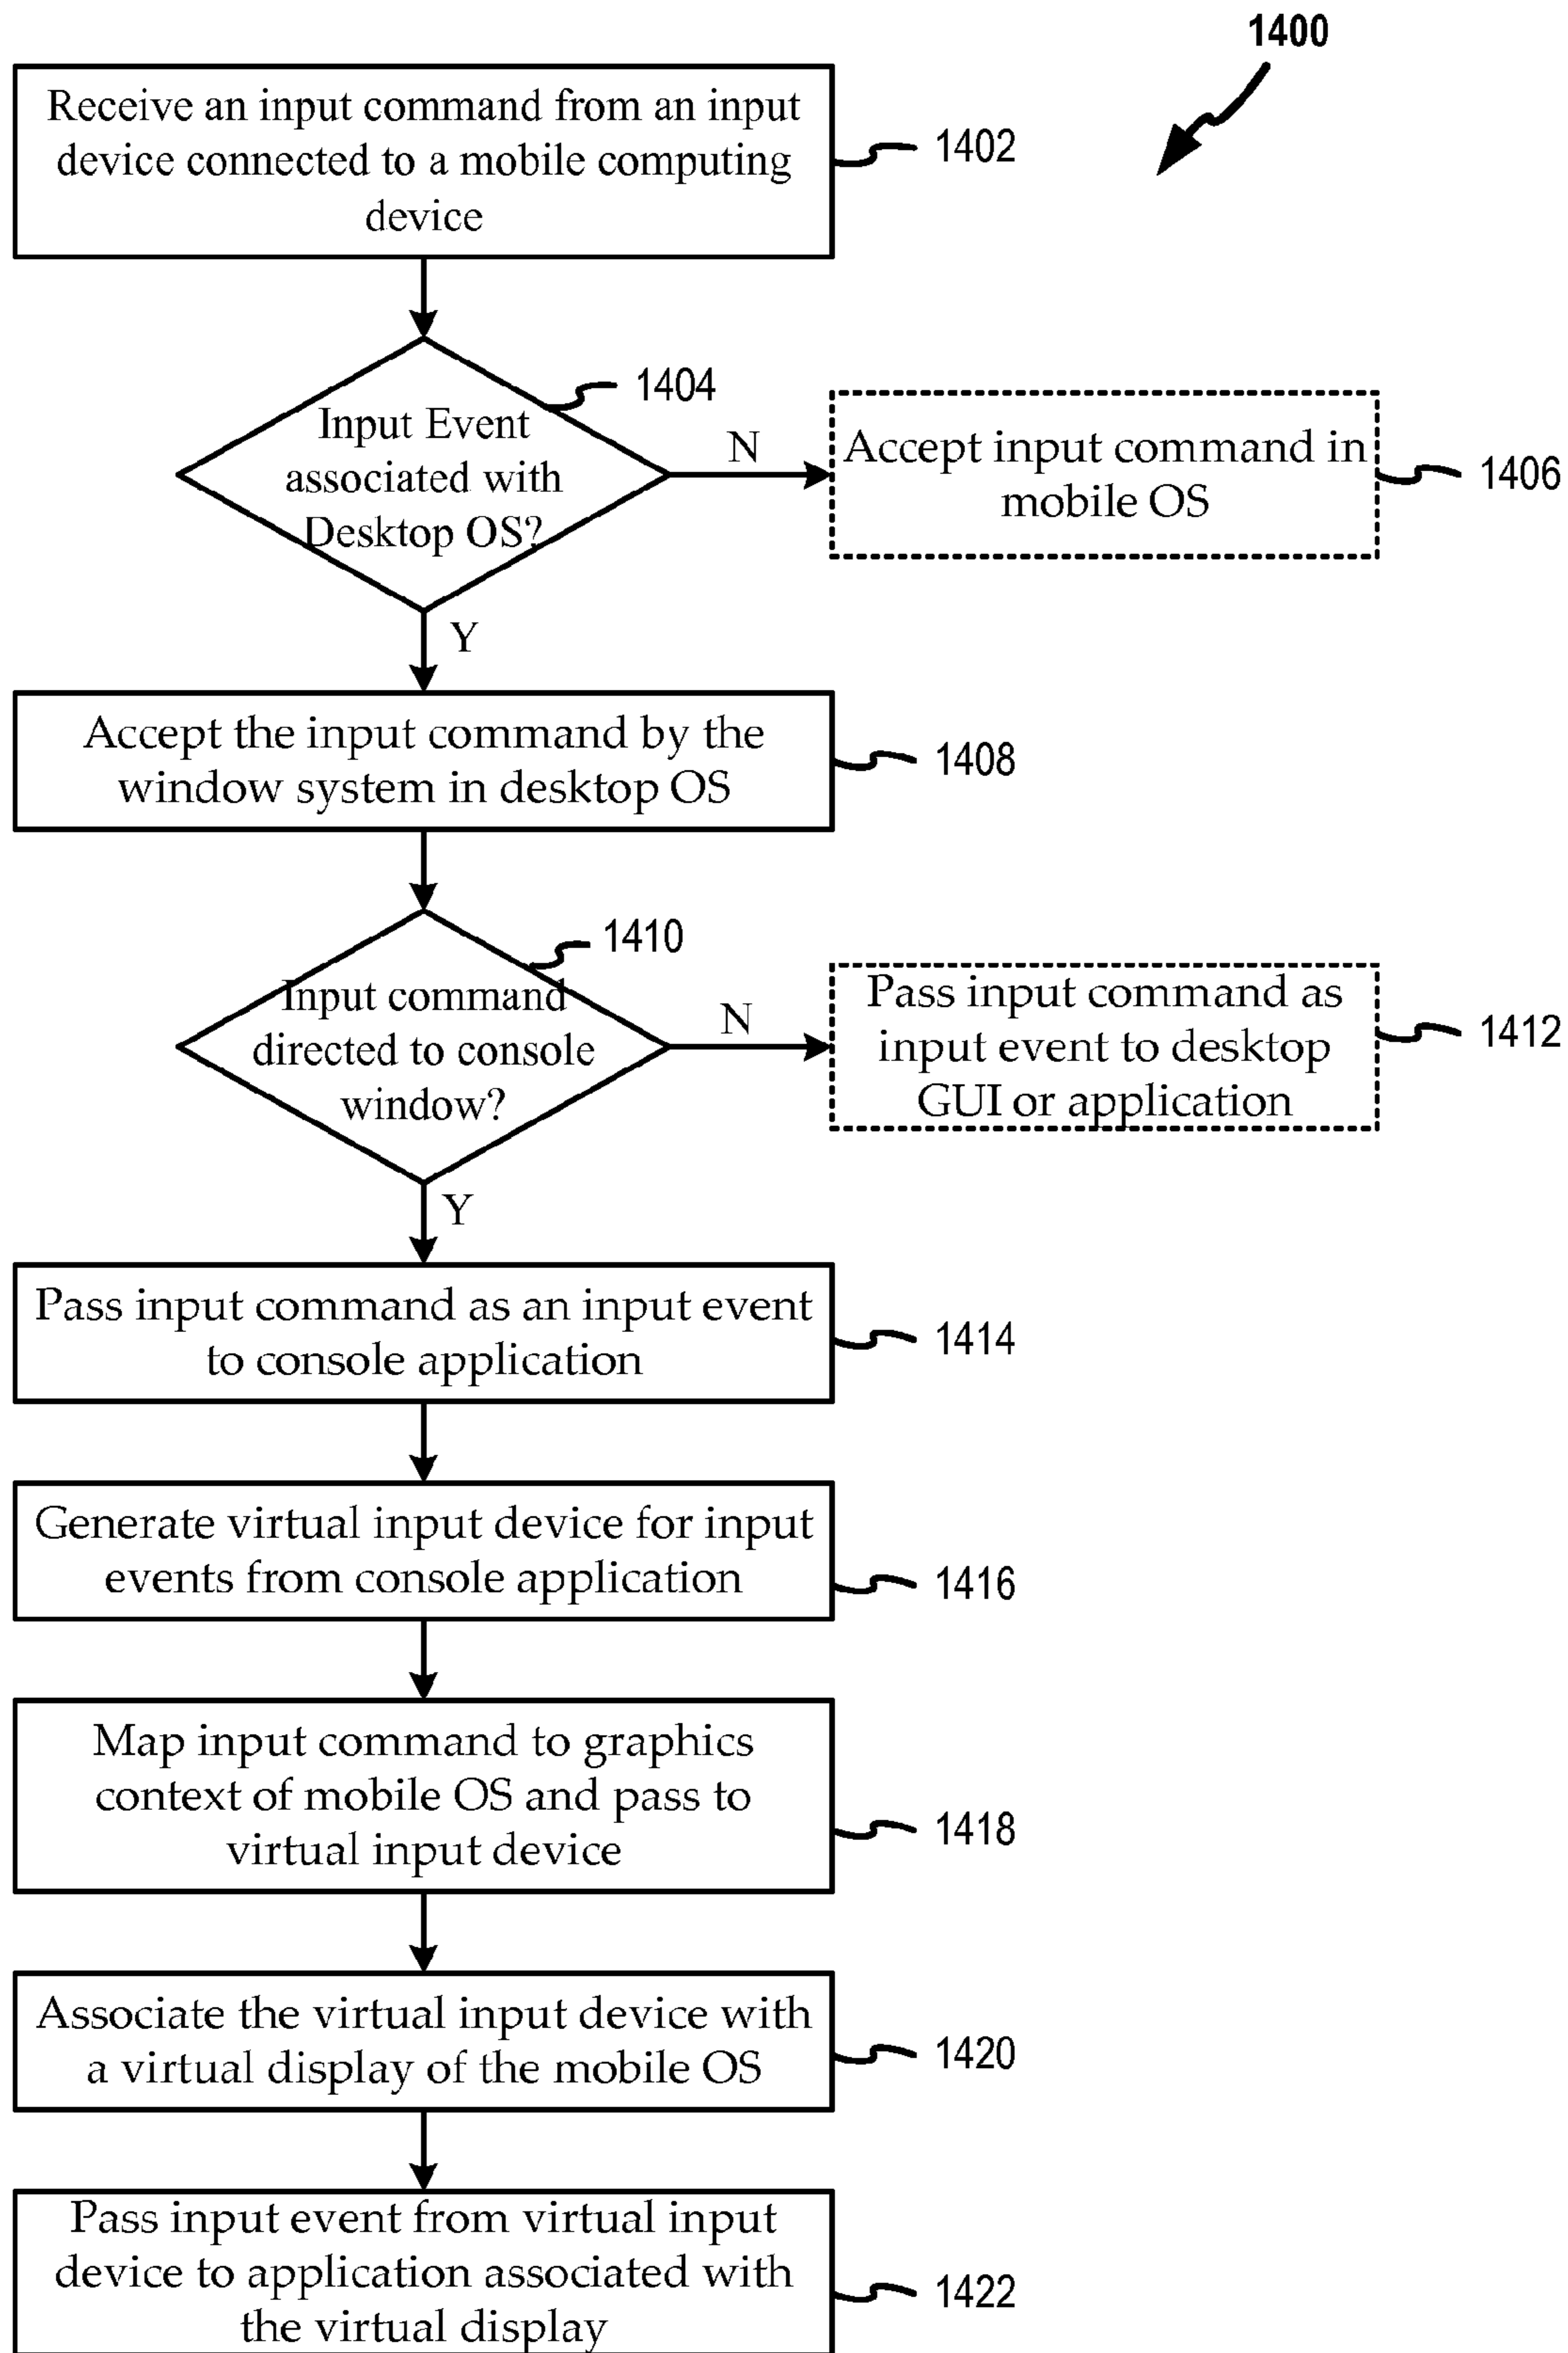 1400
Receive an input command from an input
device connected to a mobile computing
device
1402
1404
Input Event
associated with
Desktop OS?
N
Accept input command in
mobile OS
1406
Y
Accept the input command by the
window system in desktop OS
1408
1410
Input command
directed to console
window?
N
Pass input command as
input event to desktop
GUI or application
1412
Y
Pass input command as an input event
to console application
1414
Generate virtual input device for input
events from console application
1416
Map input command to graphics
context of mobile OS and pass to
virtual input device
1418
Associate the virtual input device with
a virtual display of the mobile OS
1420
Pass input event from virtual input
device to application associated with
the virtual display
1422